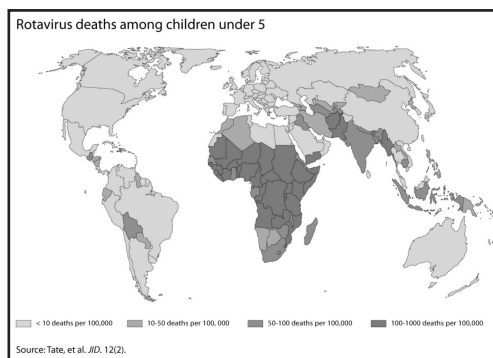 Rotavirus deaths among children under 5
< 10 deaths per 100,000
10-50 deaths per 100, 000
50-100 deaths per 100,000
100-1000 deaths per 100,000
Source: Tate, et al. JID. 12(2).